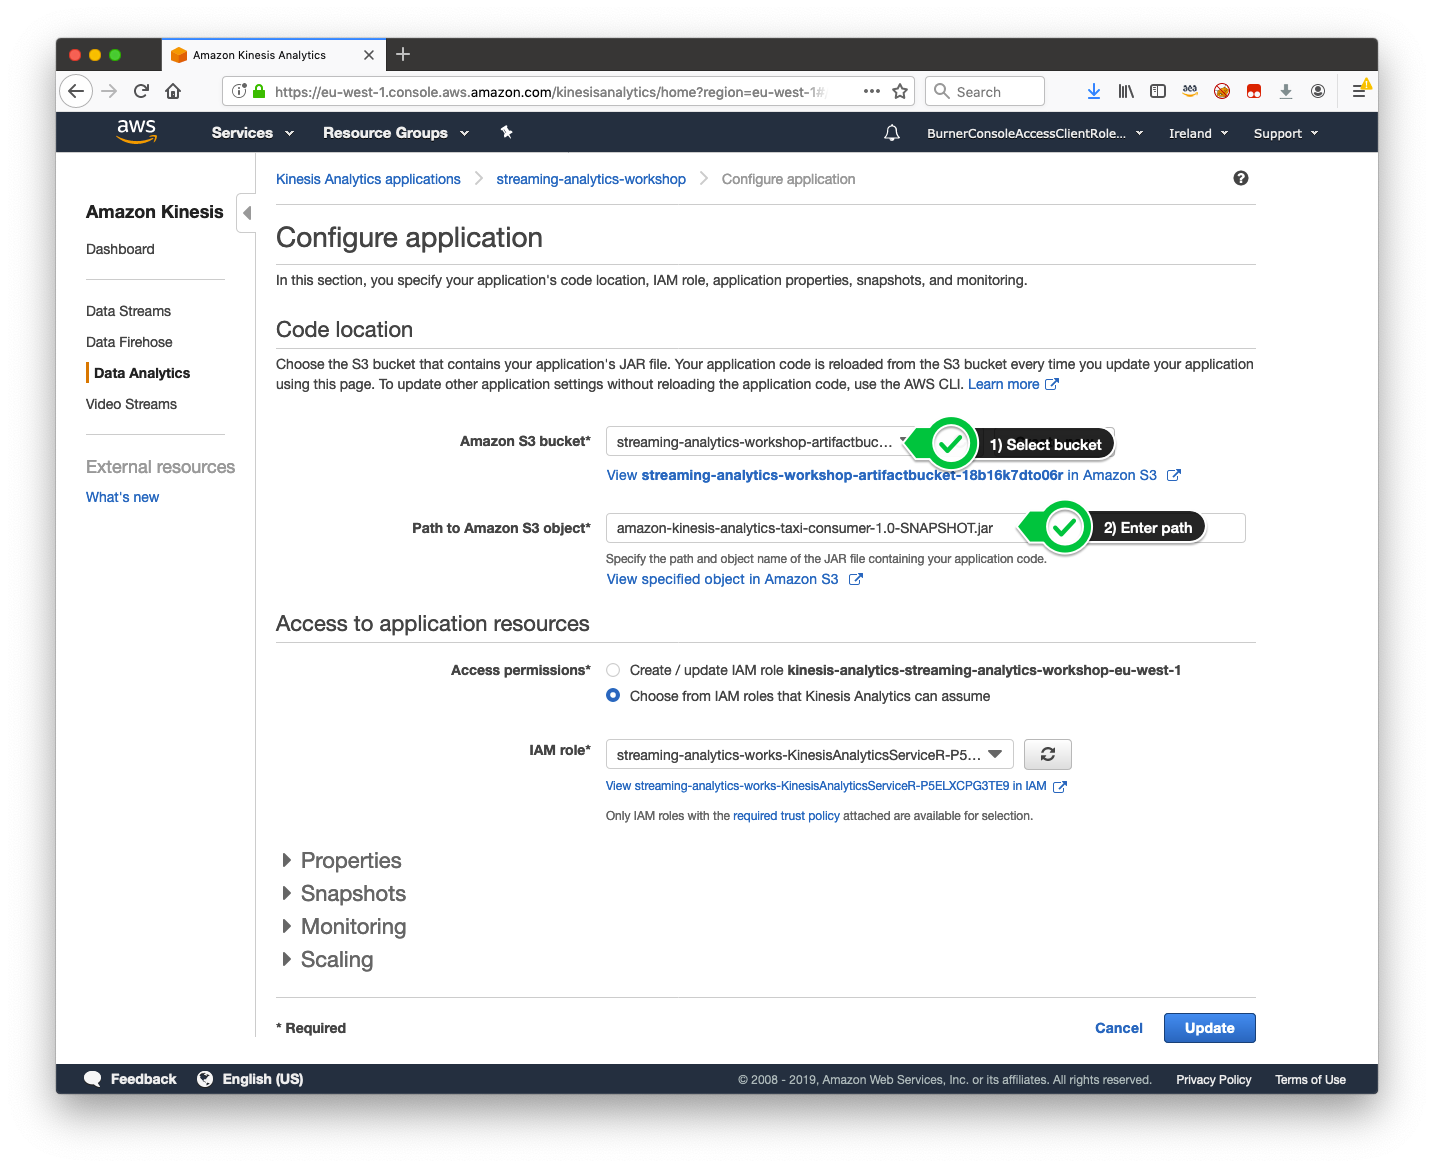 Amazon Kinesis Analytics
https://eu-west-1.console.aws.amazon.com/kinesisanalytics/home?region=eu-west-1#
Search
aws
Services
Resource Groups
BurnerConsoleAccessClientRole...
Ireland
Support
Amazon Kinesis
Dashboard
Data Streams
Data Firehose
Data Analytics
Video Streams
External resources
What's new
Kinesis Analytics applications
streaming-analytics-workshop
Configure application
Configure application
In this section, you specify your application's code location, IAM role, application properties, snapshots, and monitoring.
Code location
Choose the S3 bucket that contains your application's JAR file. Your application code is reloaded from the S3 bucket every time you update your application
using this page. To update other application settings without reloading the application code, use the AWS CLI. Learn more
Amazon S3 bucket*
streaming-analytics-workshop-artifactbuc...
1) Select bucket
View streaming-analytics-workshop-artifactbucket-18b16k7dto06r in Amazon S3
Path to Amazon S3 object*
amazon-kinesis-analytics-taxi-consumer-1.0-SNAPSHOT.jar
2) Enter path
Specify the path and object name of the JAR file containing your application code.
View specified object in Amazon S3
Access to application resources
Access permissions*
Create / update IAM role kinesis-analytics-streaming-analytics-workshop-eu-west-1
Choose from IAM roles that Kinesis Analytics can assume
IAM role*
streaming-analytics-works-KinesisAnalyticsServiceR-P5...
View streaming-analytics-works-KinesisAnalyticsServiceR-P5ELXCPG3TE9 in IAM
Only IAM roles with the required trust policy attached are available for selection.
Properties
Snapshots
Monitoring
Scaling
* Required
Cancel
Update
Feedback
English (US)
© 2008 - 2019, Amazon Web Services, Inc. or its affiliates. All rights reserved.
Privacy Policy
Terms of Use